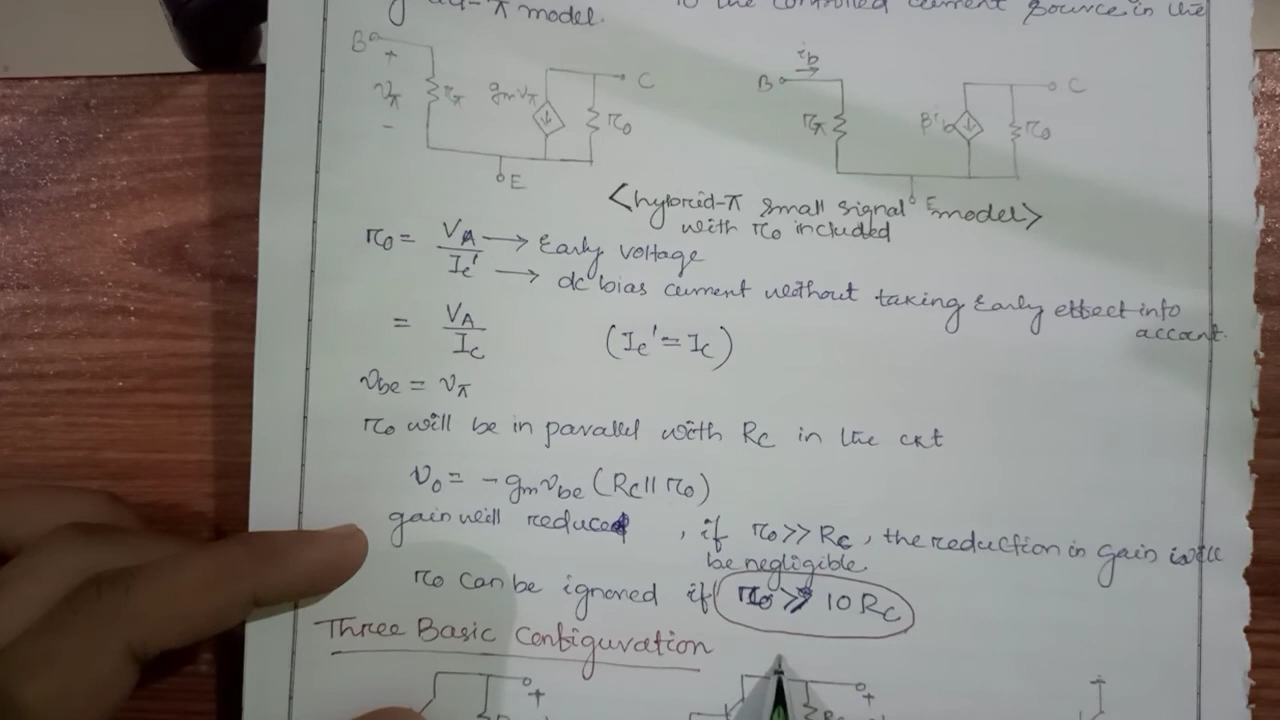 π model.
to the controlled current source in the
B
+
vπ
-
rπ
gmvπ
ro
C
E
ib
B
rπ
βib
ro
C
E
<hybrid-π small signal model>
with ro included
ro = VA/Ic' → Early voltage
→ dc bias current without taking Early effect into
account.
= VA/Ic (Ic' = Ic)
vbe = vπ
ro will be in parallel with Rc in the ckt
vo = - gmvbe (Rc || ro)
gain will reduce , if ro >> Rc, the reduction in gain will
be negligible.
ro can be ignored if ro ≥ 10 Rc
Three Basic Configuration
+
+